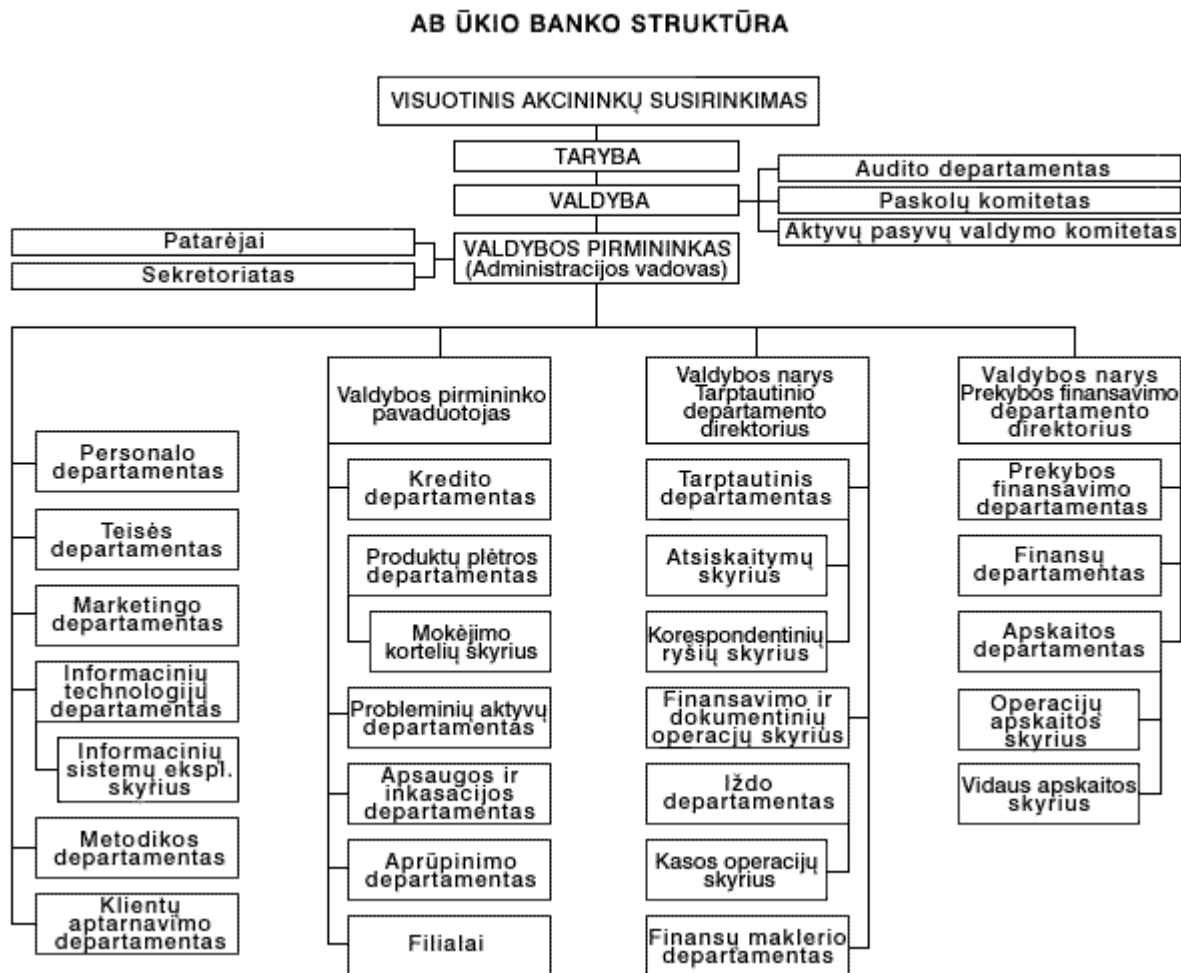 AB ŪKIO BANKO STRUKTŪRA
VISUOTINIS AKCININKŲ SUSIRINKIMAS
TARYBA
VALDYBA
Audito departamentas
Paskolų komitetas
Aktyvų pasyvų valdymo komitetas
Patarėjai
Sekretoriatas
VALDYBOS PIRMININKAS
(Administracijos vadovas)
Personalo
departamentas
Teisės
departamentas
Marketingo
departamentas
Informacinių
technologijų
departamentas
Informacinių
sistemų ekspl.
skyrius
Metodikos
departamentas
Klientų
aptarnavimo
departamentas
Valdybos pirmininko
pavaduotojas
Kredito
departamentas
Produktų plėtros
departamentas
Mokėjimo
kortelių skyrius
Probleminių aktyvų
departamentas
Apsaugos ir
inkasacijos
departamentas
Aprūpinimo
departamentas
Filialai
Valdybos narys
Tarptautinio
departamento
direktorius
Tarptautinis
departamentas
Atsiskaitymų
skyrius
Korespondentinių
ryšių skyrius
Finansavimo ir
dokumentinių
operacjų skyrius
Iždo
departamentas
Kasos operacijų
skyrius
Finansų maklerio
departamentas
Valdybos narys
Prekybos finansavimo
departamento
direktorius
Prekybos
finansavimo
departamentas
Finansų
departamentas
Apskaitos
departamentas
Operacijų
apskaitos
skyrius
Vidaus apskaitos
skyrius